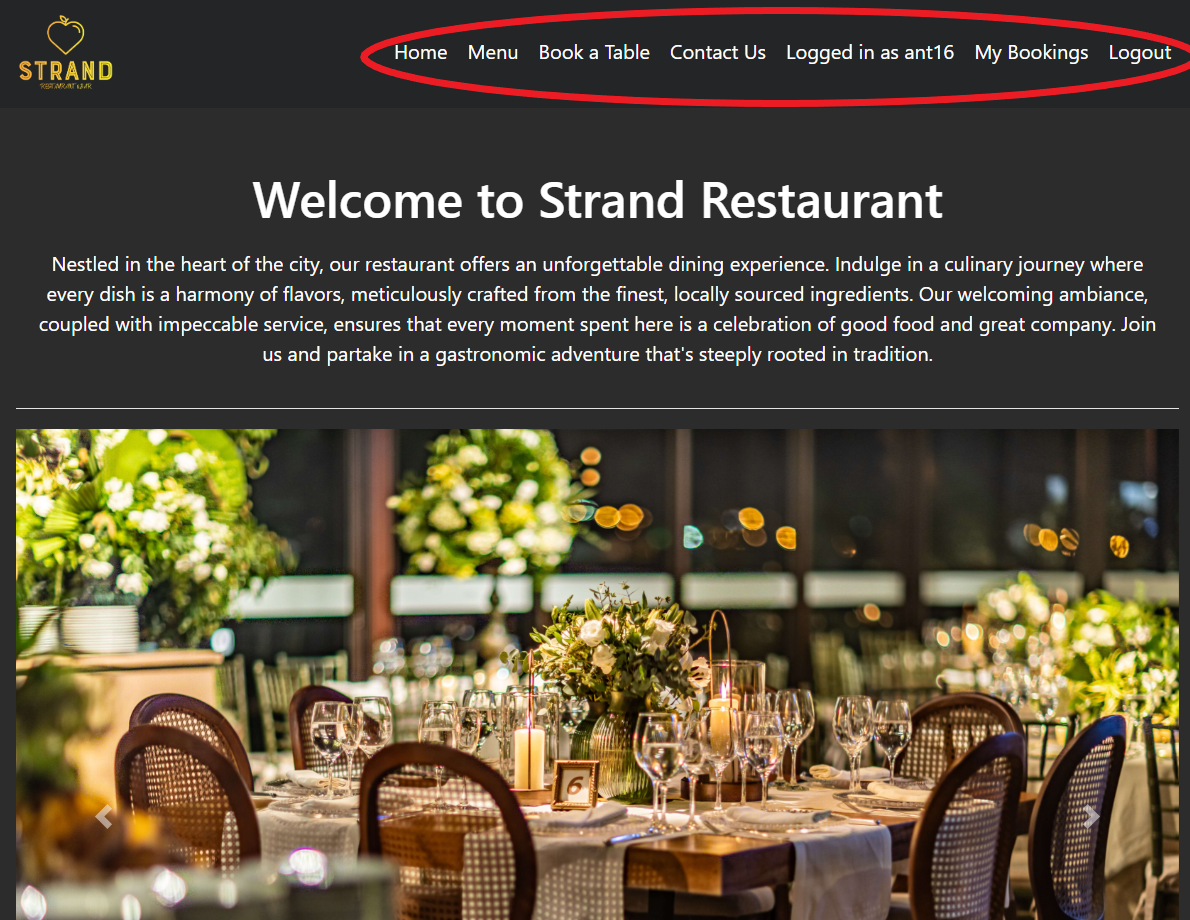 STRAND
RESTAURANT & BAR
Home Menu Book a Table Contact Us Logged in as ant16 My Bookings Logout
Welcome to Strand Restaurant
Nestled in the heart of the city, our restaurant offers an unforgettable dining experience. Indulge in a culinary journey where
every dish is a harmony of flavors, meticulously crafted from the finest, locally sourced ingredients. Our welcoming ambiance,
coupled with impeccable service, ensures that every moment spent here is a celebration of good food and great company. Join
us and partake in a gastronomic adventure that's steeply rooted in tradition.
6